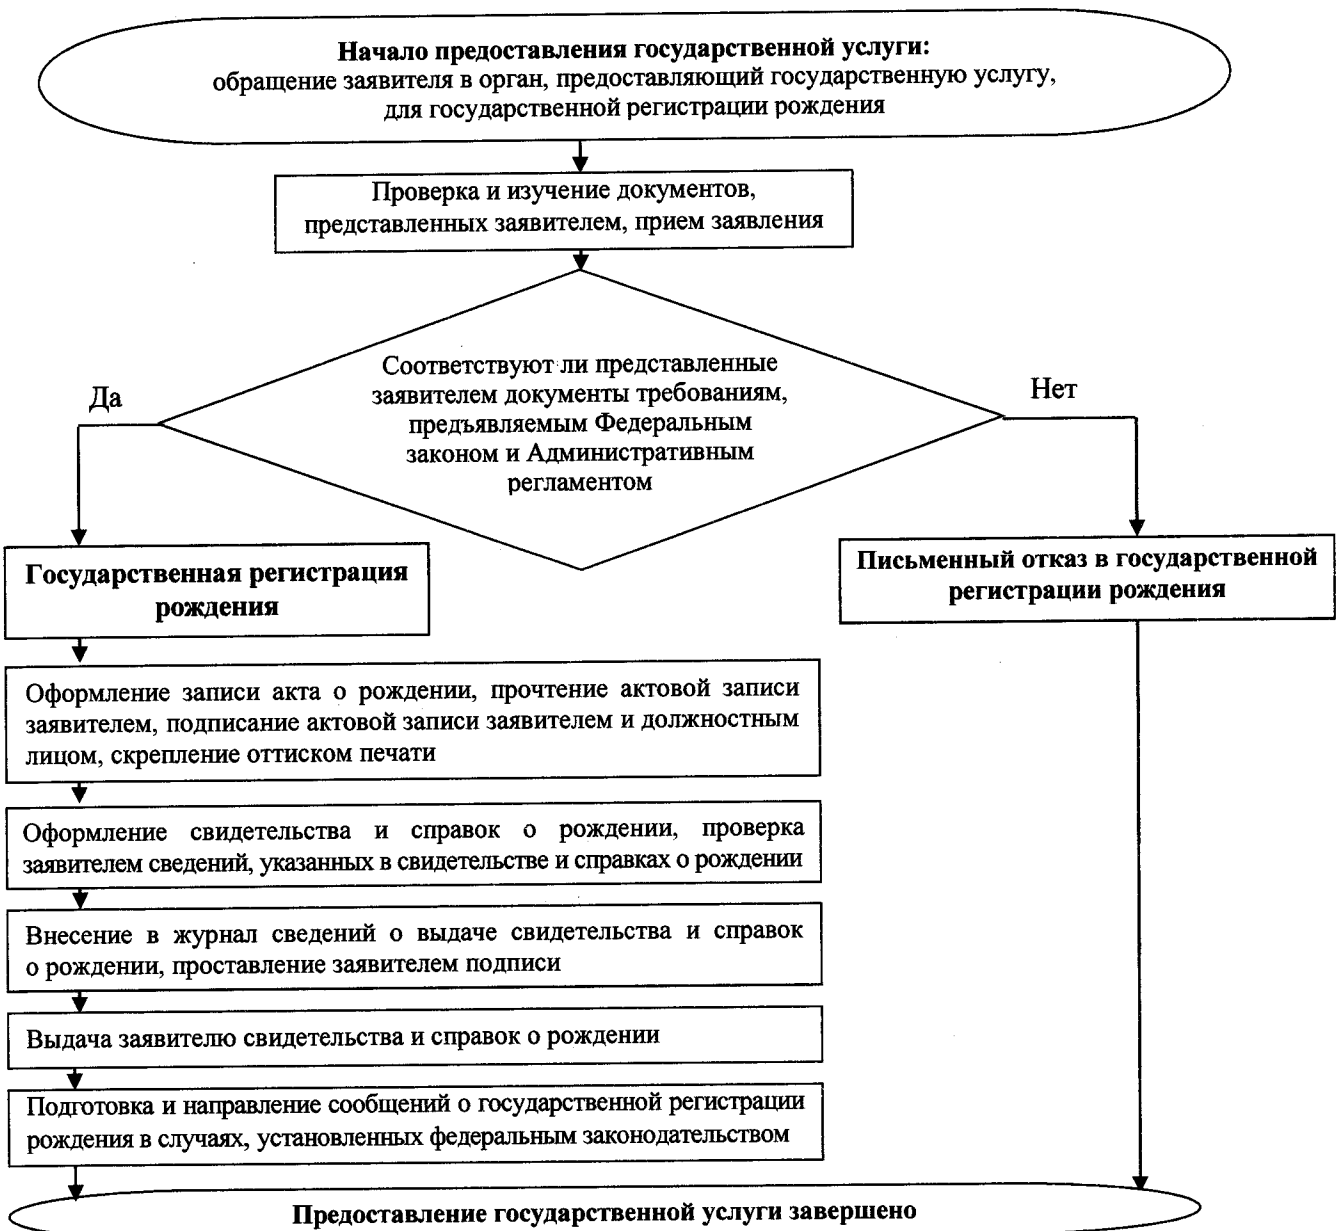 Начало предоставления государственной услуги:
обращение заявителя в орган, предоставляющий государственную услугу,
для государственной регистрации рождения
Проверка и изучение документов,
представленных заявителем, прием заявления
Соответствуют ли представленные
заявителем документы требованиям,
предъявляемым Федеральным
законом и Административным
регламентом
Да
Нет
Государственная регистрация
рождения
Письменный отказ в государственной
регистрации рождения
Оформление записи акта о рождении, прочтение актовой записи
заявителем, подписание актовой записи заявителем и должностным
лицом, скрепление оттиском печати
Оформление свидетельства и справок о рождении, проверка
заявителем сведений, указанных в свидетельстве и справках о рождении
Внесение в журнал сведений о выдаче свидетельства и справок
о рождении, проставление заявителем подписи
Выдача заявителю свидетельства и справок о рождении
Подготовка и направление сообщений о государственной регистрации
рождения в случаях, установленных федеральным законодательством
Предоставление государственной услуги завершено